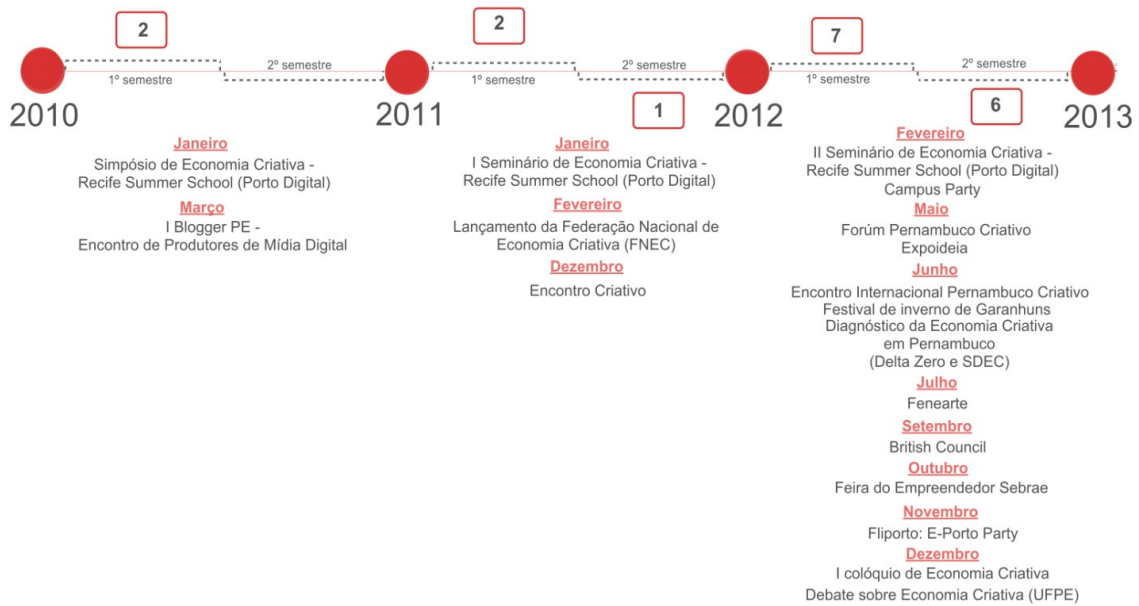 2
2
7
1º semestre
2º semestre
1º semestre
2º semestre
1º semestre
2º semestre
1
6
2010
2011
2012
2013
Janeiro
Simpósio de Economia Criativa -
Recife Summer School (Porto Digital)
Março
I Blogger PE -
Encontro de Produtores de Mídia Digital
Janeiro
I Seminário de Economia Criativa -
Recife Summer School (Porto Digital)
Fevereiro
Lançamento da Federação Nacional de
Economia Criativa (FNEC)
Dezembro
Encontro Criativo
Fevereiro
II Seminário de Economia Criativa -
Recife Summer School (Porto Digital)
Campus Party
Maio
Forúm Pernambuco Criativo
Expoideia
Junho
Encontro Internacional Pernambuco Criativo
Festival de inverno de Garanhuns
Diagnóstico da Economia Criativa
em Pernambuco
(Delta Zero e SDEC)
Julho
Fenearte
Setembro
British Council
Outubro
Feira do Empreendedor Sebrae
Novembro
Fliporto: E-Porto Party
Dezembro
I colóquio de Economia Criativa
Debate sobre Economia Criativa (UFPE)